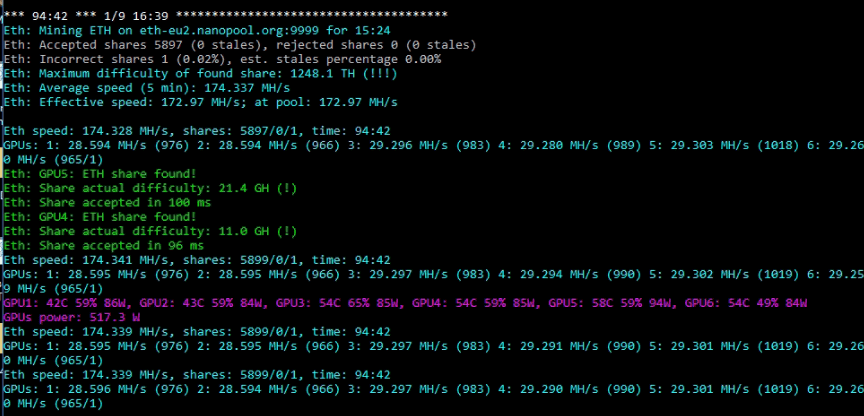 *** 94:42 *** 1/9 16:39 **************************************
Eth: Mining ETH on eth-eu2.nanopool.org:9999 for 15:24
Eth: Accepted shares 5897 (0 stales), rejected shares 0 (0 stales)
Eth: Incorrect shares 1 (0.02%), est. stales percentage 0.00%
Eth: Maximum difficulty of found share: 1248.1 TH (!!!)
Eth: Average speed (5 min): 174.337 MH/s
Eth: Effective speed: 172.97 MH/s; at pool: 172.97 MH/s
Eth speed: 174.328 MH/s, shares: 5897/0/1, time: 94:42
GPUs: 1: 28.594 MH/s (976) 2: 28.594 MH/s (966) 3: 29.296 MH/s (983) 4: 29.280 MH/s (989) 5: 29.303 MH/s (1018) 6: 29.26
0 MH/s (965/1)
Eth: GPU5: ETH share found!
Eth: Share actual difficulty: 21.4 GH (!)
Eth: Share accepted in 100 ms
Eth: GPU4: ETH share found!
Eth: Share actual difficulty: 11.0 GH (!)
Eth: Share accepted in 96 ms
Eth speed: 174.341 MH/s, shares: 5899/0/1, time: 94:42
GPUs: 1: 28.595 MH/s (976) 2: 28.595 MH/s (966) 3: 29.297 MH/s (983) 4: 29.294 MH/s (990) 5: 29.302 MH/s (1019) 6: 29.25
9 MH/s (965/1)
GPU1: 42C 59% 86W, GPU2: 43C 59% 84W, GPU3: 54C 65% 85W, GPU4: 54C 59% 85W, GPU5: 58C 59% 94W, GPU6: 54C 49% 84W
GPUs power: 517.3 W
Eth speed: 174.339 MH/s, shares: 5899/0/1, time: 94:42
GPUs: 1: 28.595 MH/s (976) 2: 28.595 MH/s (966) 3: 29.297 MH/s (983) 4: 29.291 MH/s (990) 5: 29.301 MH/s (1019) 6: 29.26
0 MH/s (965/1)
Eth speed: 174.339 MH/s, shares: 5899/0/1, time: 94:42
GPUs: 1: 28.596 MH/s (976) 2: 28.594 MH/s (966) 3: 29.297 MH/s (983) 4: 29.290 MH/s (990) 5: 29.301 MH/s (1019) 6: 29.26
0 MH/s (965/1)